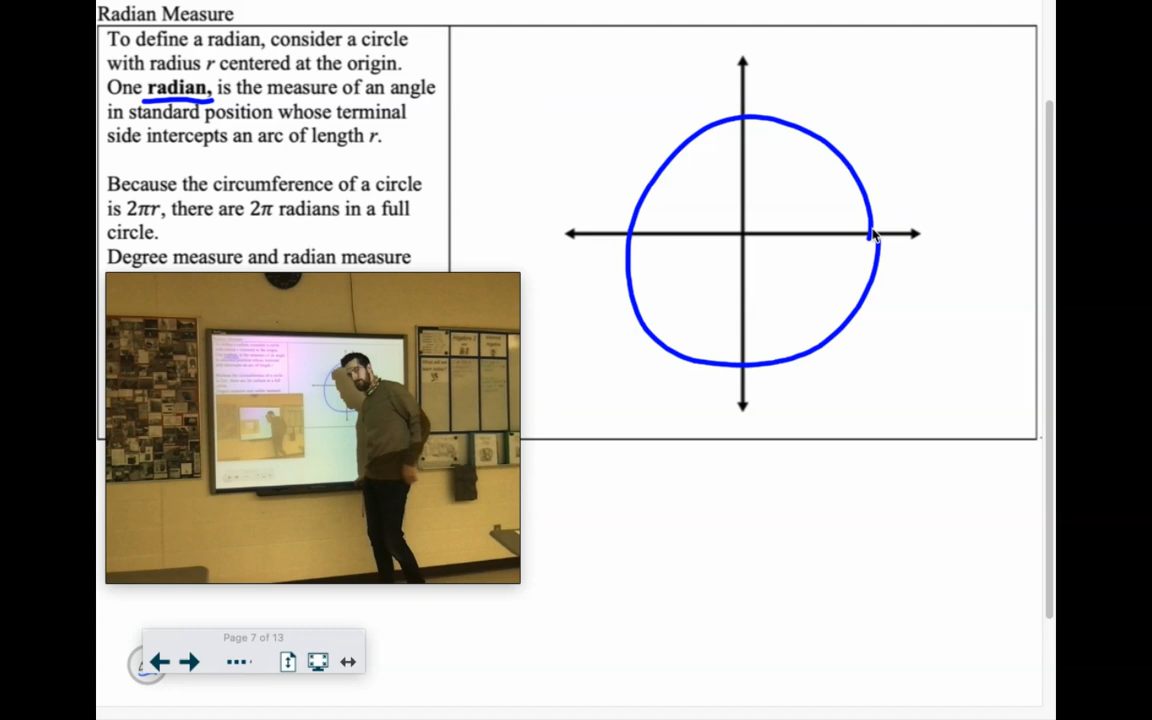 Radian Measure
To define a radian, consider a circle
with radius r centered at the origin.
One radian, is the measure of an angle
in standard position whose terminal
side intercepts an arc of length r.
Because the circumference of a circle
is 2πr, there are 2π radians in a full
circle.
Degree measure and radian measure
Page 7 of 13